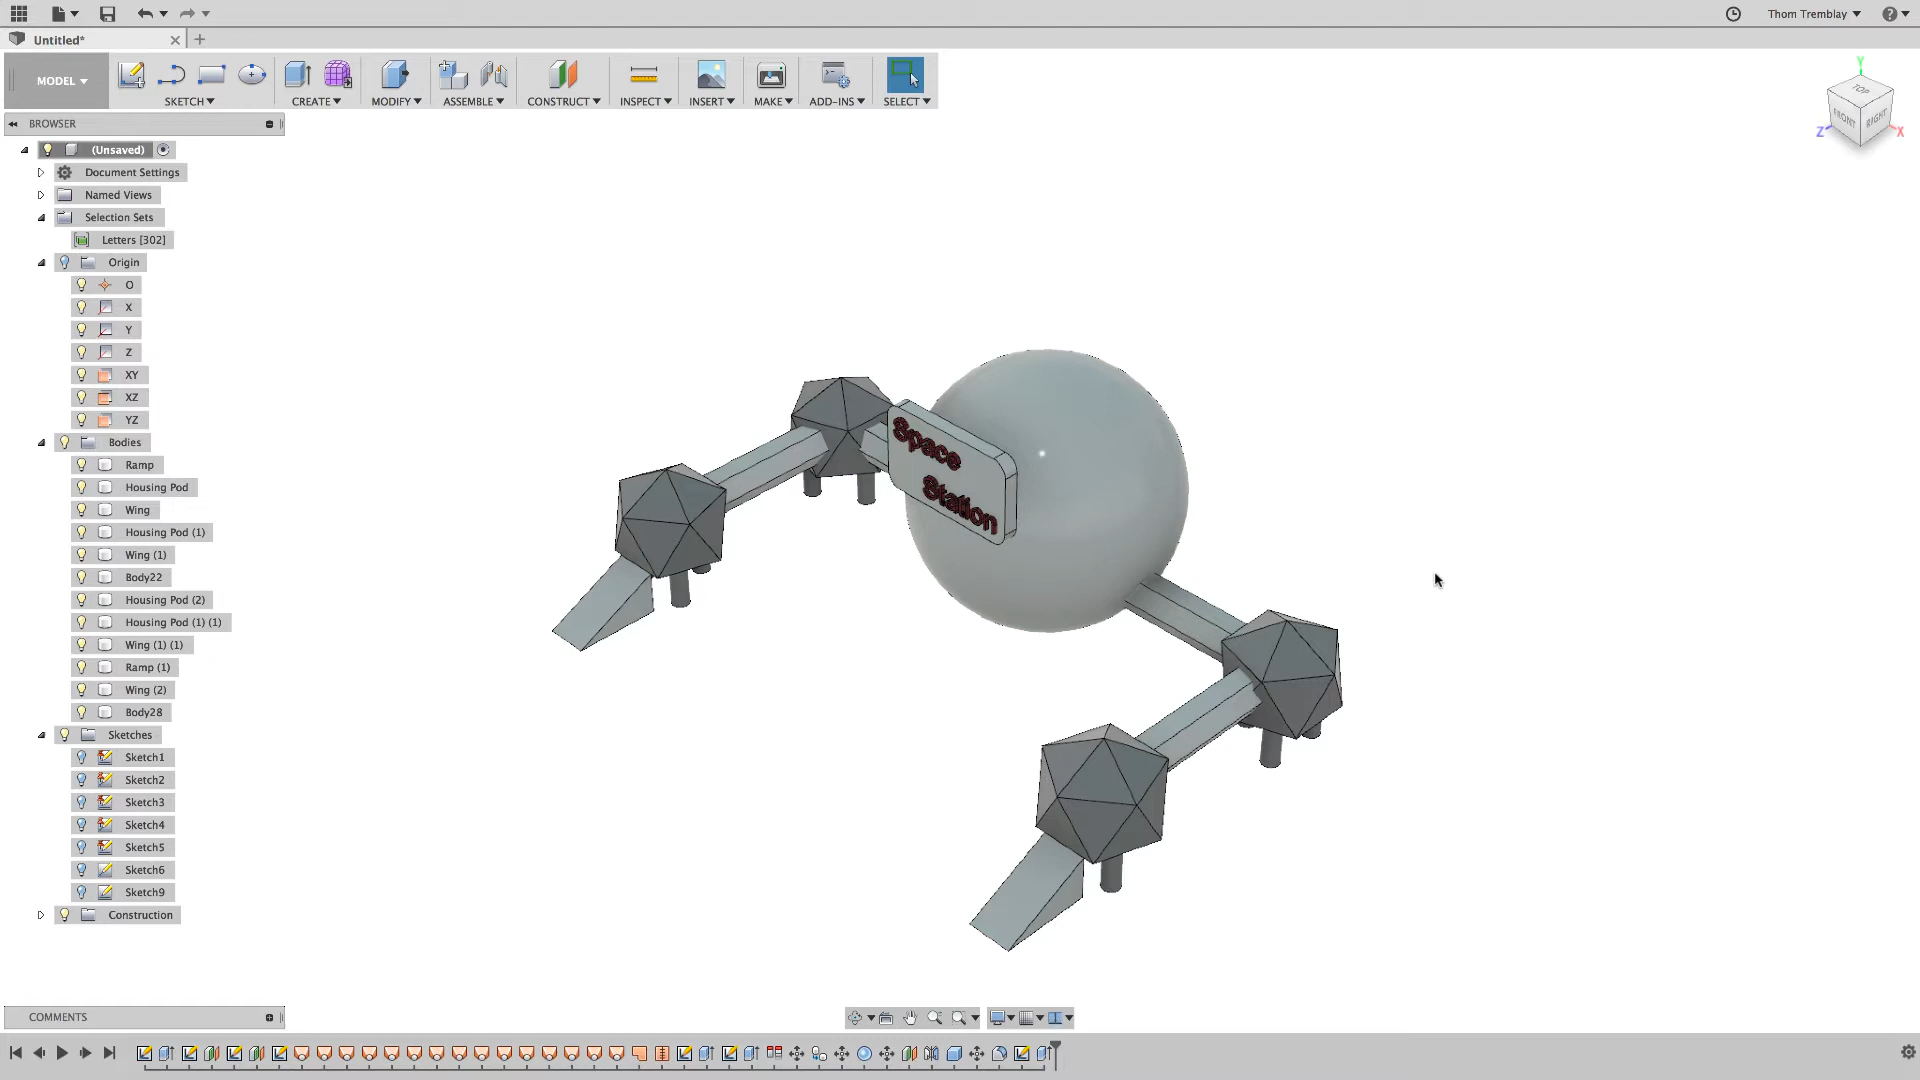 Thom Tremblay
Untitled*
MODEL
SKETCH
CREATE
MODIFY
ASSEMBLE
CONSTRUCT
INSPECT
INSERT
MAKE
ADD-INS
SELECT
Y
TOP
FRONT
RIGHT
Z
X
BROWSER
(Unsaved)
Document Settings
Named Views
Selection Sets
Letters [302]
Origin
O
X
Y
Z
XY
XZ
YZ
Bodies
Ramp
Housing Pod
Wing
Housing Pod (1)
Wing (1)
Body22
Housing Pod (2)
Housing Pod (1) (1)
Wing (1) (1)
Ramp (1)
Wing (2)
Body28
Sketches
Sketch1
Sketch2
Sketch3
Sketch4
Sketch5
Sketch6
Sketch9
Construction
Space
Station
COMMENTS